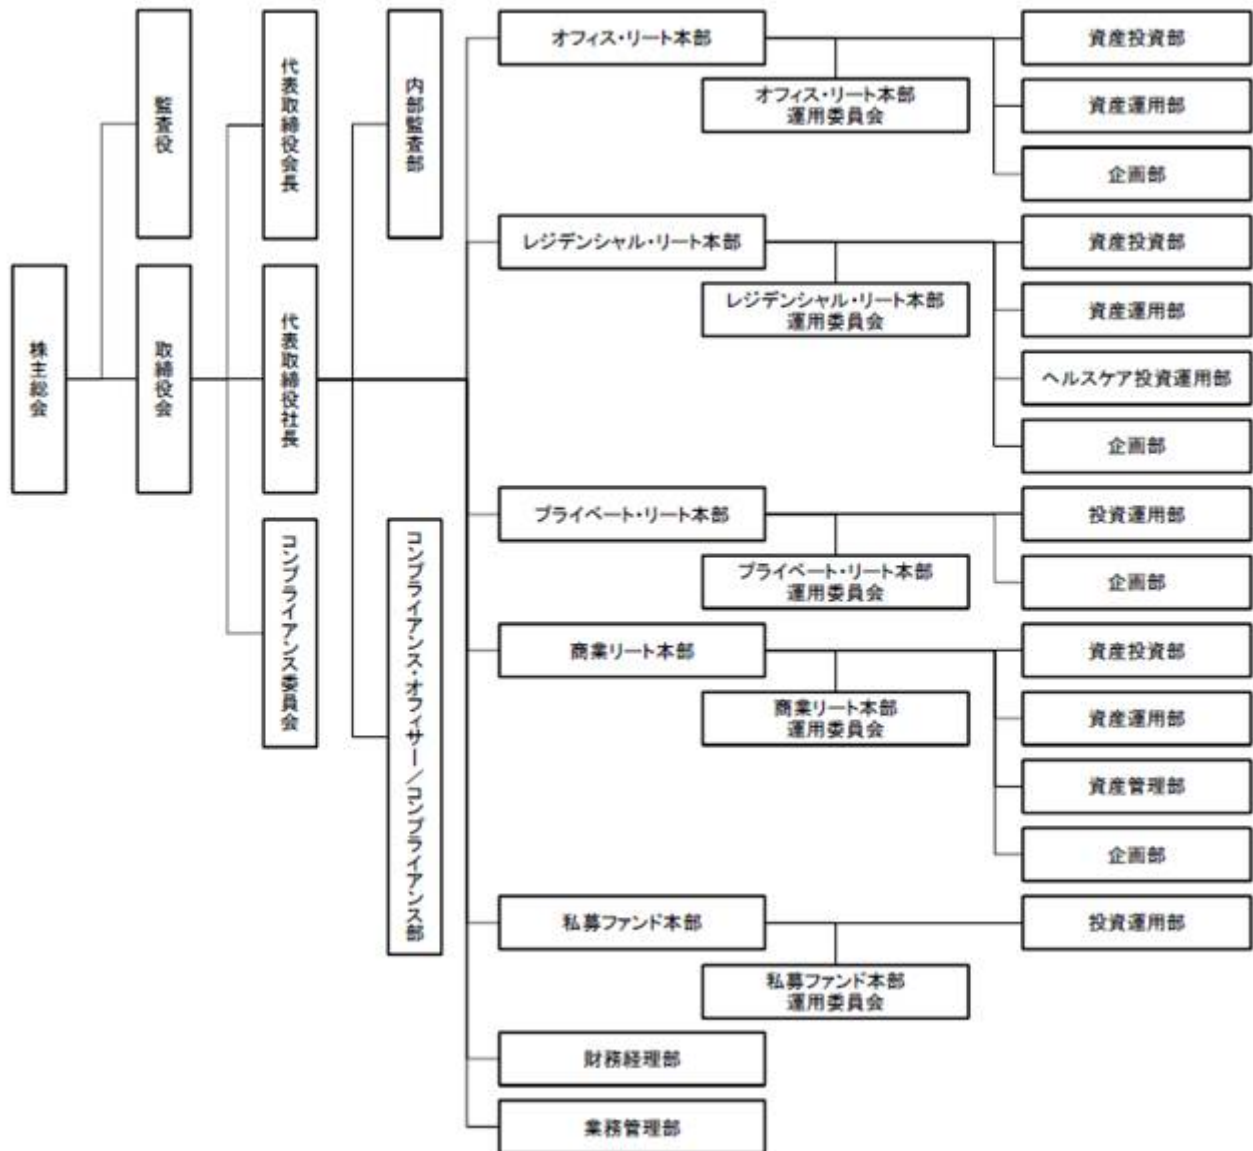 株主総会
監査役
取締役会
代表取締役会長
代表取締役社長
コンプライアンス委員会
内部監査部
コンプライアンス・オフィサー／コンプライアンス部
オフィス・リート本部
オフィス・リート本部
運用委員会
資産投資部
資産運用部
企画部
レジデンシャル・リート本部
レジデンシャル・リート本部
運用委員会
資産投資部
資産運用部
ヘルスケア投資運用部
企画部
プライベート・リート本部
プライベート・リート本部
運用委員会
投資運用部
企画部
商業リート本部
商業リート本部
運用委員会
資産投資部
資産運用部
資産管理部
企画部
私募ファンド本部
私募ファンド本部
運用委員会
投資運用部
財務経理部
業務管理部